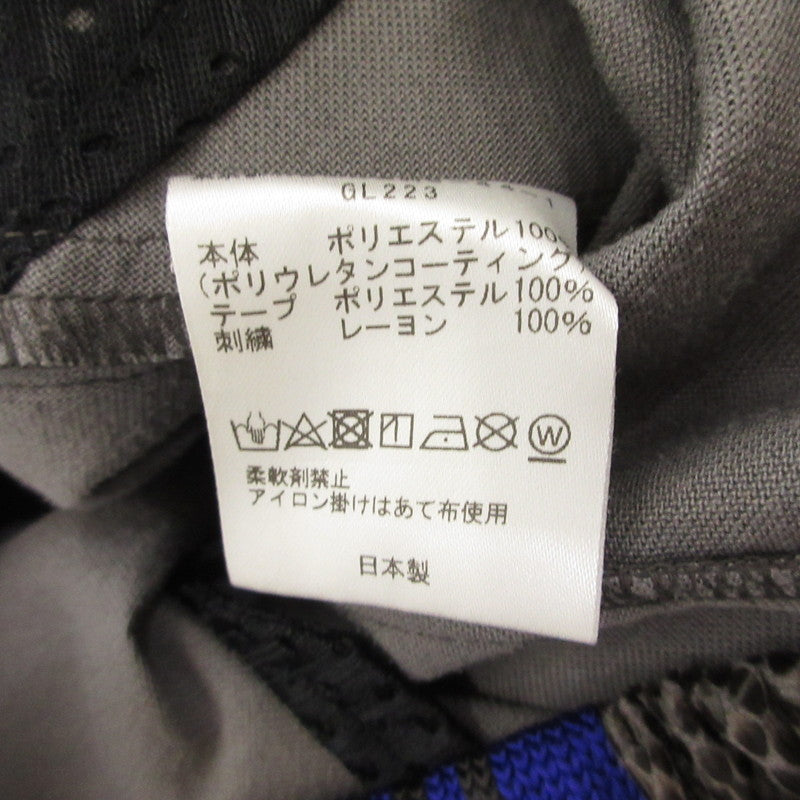 GL223
本体 ポリエステル100%
(ポリウレタンコーティング)
テープ ポリエステル100%
刺繍 レーヨン 100%
W
柔軟剤禁止
アイロン掛けはあて布使用
日本製